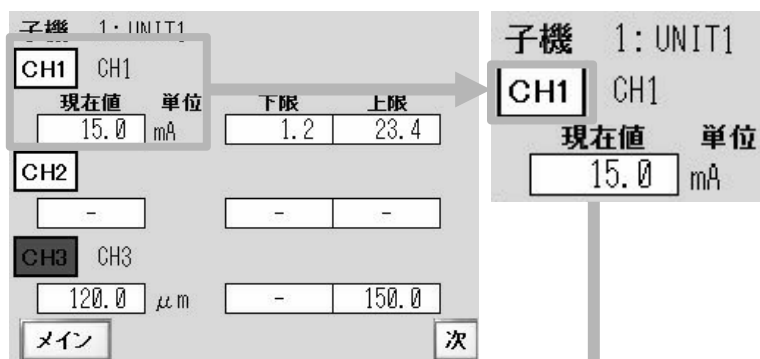 子機 1:UNIT1
CH1 CH1
現在値 単位 下限 上限
15.0 mA 1.2 23.4
CH2
- - -
CH3 CH3
120.0 μm - 150.0
メイン 次
子機 1:UNIT1
CH1 CH1
現在値 単位
15.0 mA